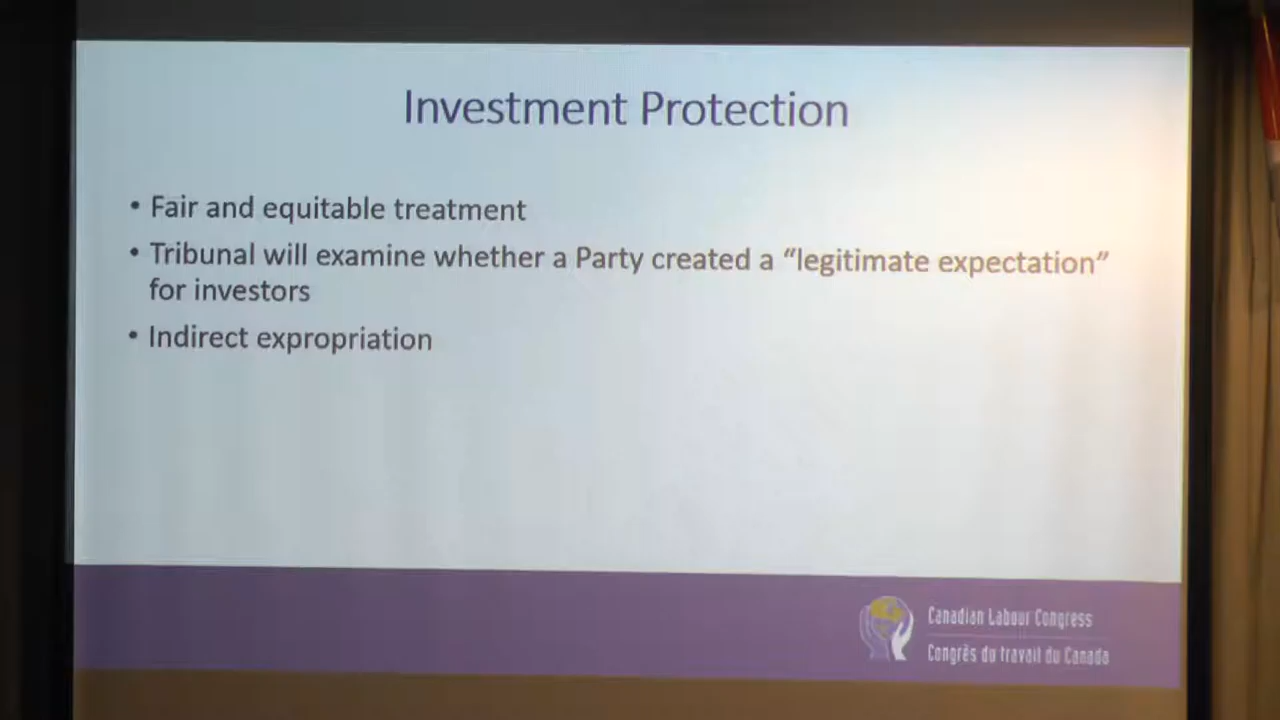 Investment Protection
• Fair and equitable treatment
• Tribunal will examine whether a Party created a “legitimate expectation”
for investors
• Indirect expropriation
Canadian Labour Congress
Congrès du travail du Canada